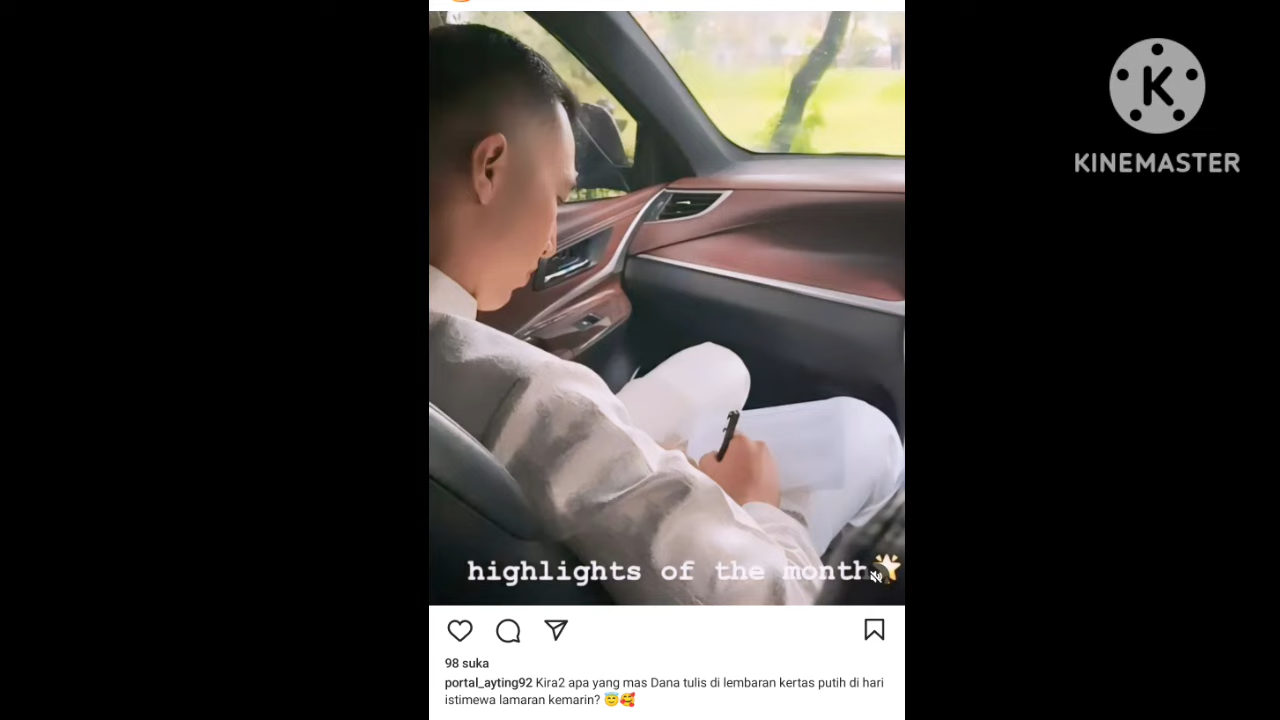 KINEMASTER
highlights of the month
98 suka
portal_ayting92 Kira2 apa yang mas Dana tulis di lembaran kertas putih di hari
istimewa lamaran kemarin? 😇🥰